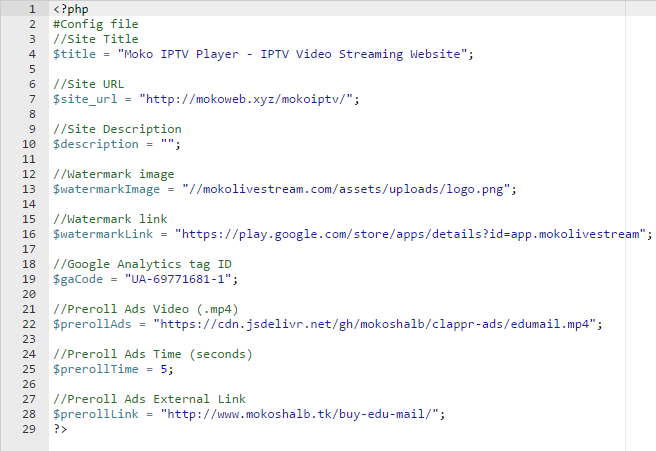 1 <?php
2 #Config file
3 //Site Title
4 $title = "Moko IPTV Player - IPTV Video Streaming Website";
5
6 //Site URL
7 $site_url = "http://mokoweb.xyz/mokoiptv/";
8
9 //Site Description
10 $description = "";
11
12 //Watermark image
13 $watermarkImage = "//mokolivestream.com/assets/uploads/logo.png";
14
15 //Watermark link
16 $watermarkLink = "https://play.google.com/store/apps/details?id=app.mokolivestream";
17
18 //Google Analytics tag ID
19 $gaCode = "UA-69771681-1";
20
21 //Preroll Ads Video (.mp4)
22 $prerollAds = "https://cdn.jsdelivr.net/gh/mokoshalb/clappr-ads/edumail.mp4";
23
24 //Preroll Ads Time (seconds)
25 $prerollTime = 5;
26
27 //Preroll Ads External Link
28 $prerollLink = "http://www.mokoshalb.tk/buy-edu-mail/";
29 ?>